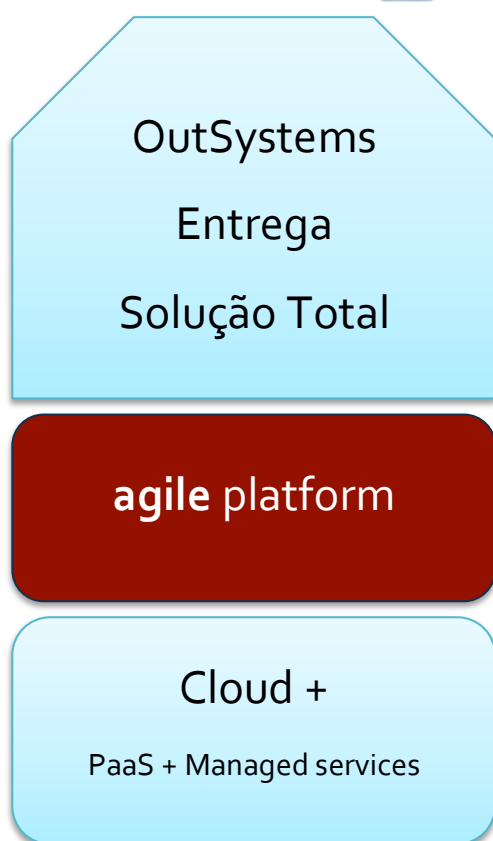 OutSystems
Entrega
Solução Total
agile platform
Cloud +
PaaS + Managed services